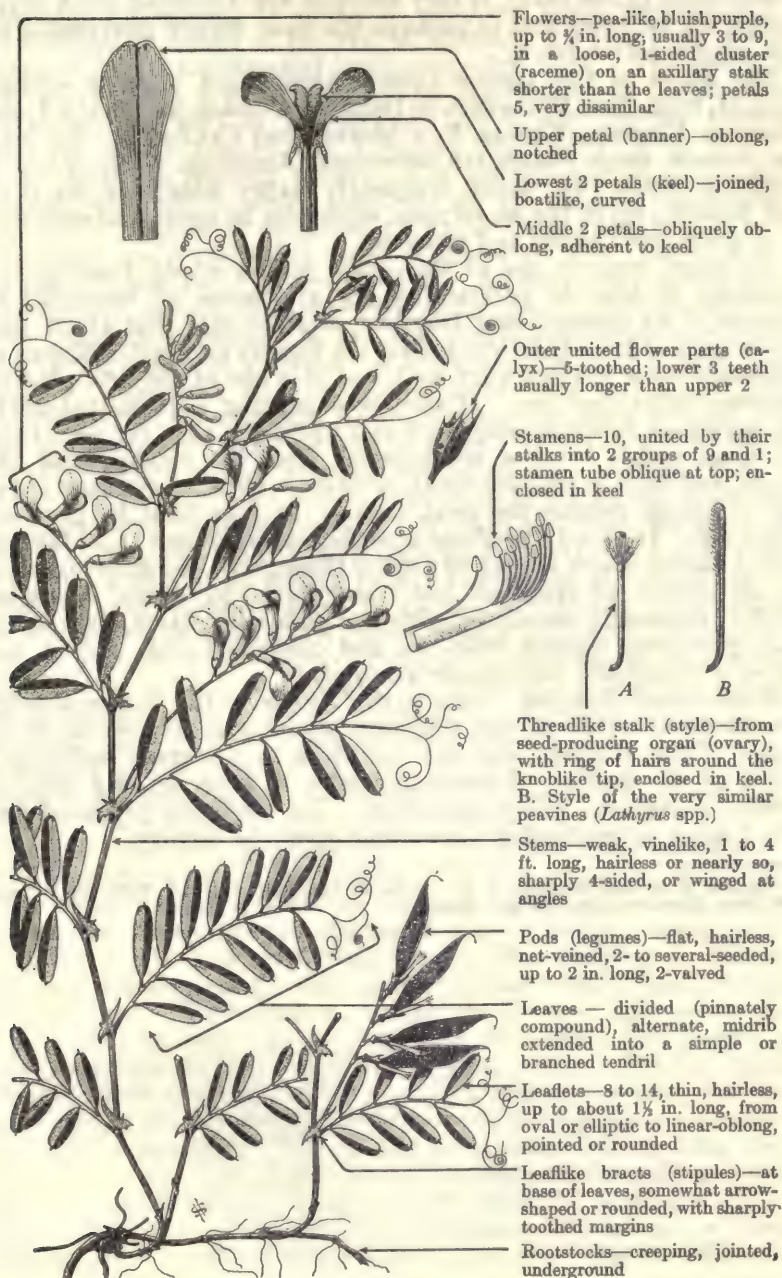 Flowers—pea-like, bluish purple,
up to ¾ in. long; usually 3 to 9,
in a loose, 1-sided cluster
(raceme) on an axillary stalk
shorter than the leaves; petals
5, very dissimilar
Upper petal (banner)—oblong,
notched
Lowest 2 petals (keel)—joined,
boatlike, curved
Middle 2 petals—obliquely ob-
long, adherent to keel
Outer united flower parts (ca-
lyx)—5-toothed; lower 3 teeth
usually longer than upper 2
Stamens—10, united by their
stalks into 2 groups of 9 and 1;
stamen tube oblique at top; en-
closed in keel
A B
Threadlike stalk (style)—from
seed-producing organ (ovary),
with ring of hairs around the
knoblike tip, enclosed in keel.
B. Style of the very similar
peavines (Lathyrus spp.)
Stems—weak, vinelike, 1 to 4
ft. long, hairless or nearly so,
sharply 4-sided, or winged at
angles
Pods (legumes)—flat, hairless,
net-veined, 2- to several-seeded,
up to 2 in. long, 2-valved
Leaves — divided (pinnately
compound), alternate, midrib
extended into a simple or
branched tendril
Leaflets—8 to 14, thin, hairless,
up to about 1½ in. long, from
oval or elliptic to linear-oblong,
pointed or rounded
Leaflike bracts (stipules)—at
base of leaves, somewhat arrow-
shaped or rounded, with sharply-
toothed margins
Rootstocks—creeping, jointed,
underground